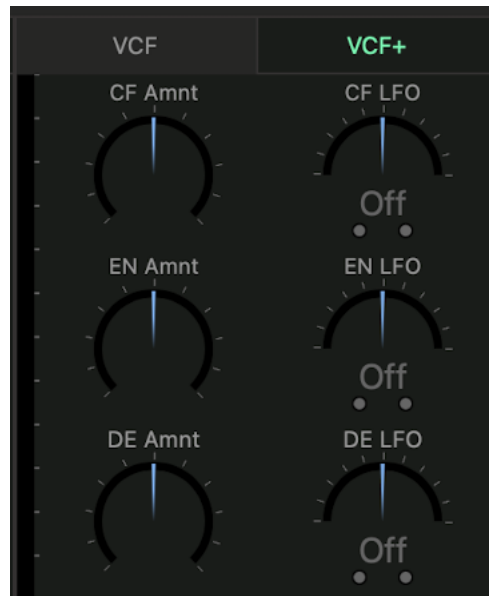 VCF VCF+
CF Amnt CF LFO
Off
EN Amnt EN LFO
Off
DE Amnt DE LFO
Off